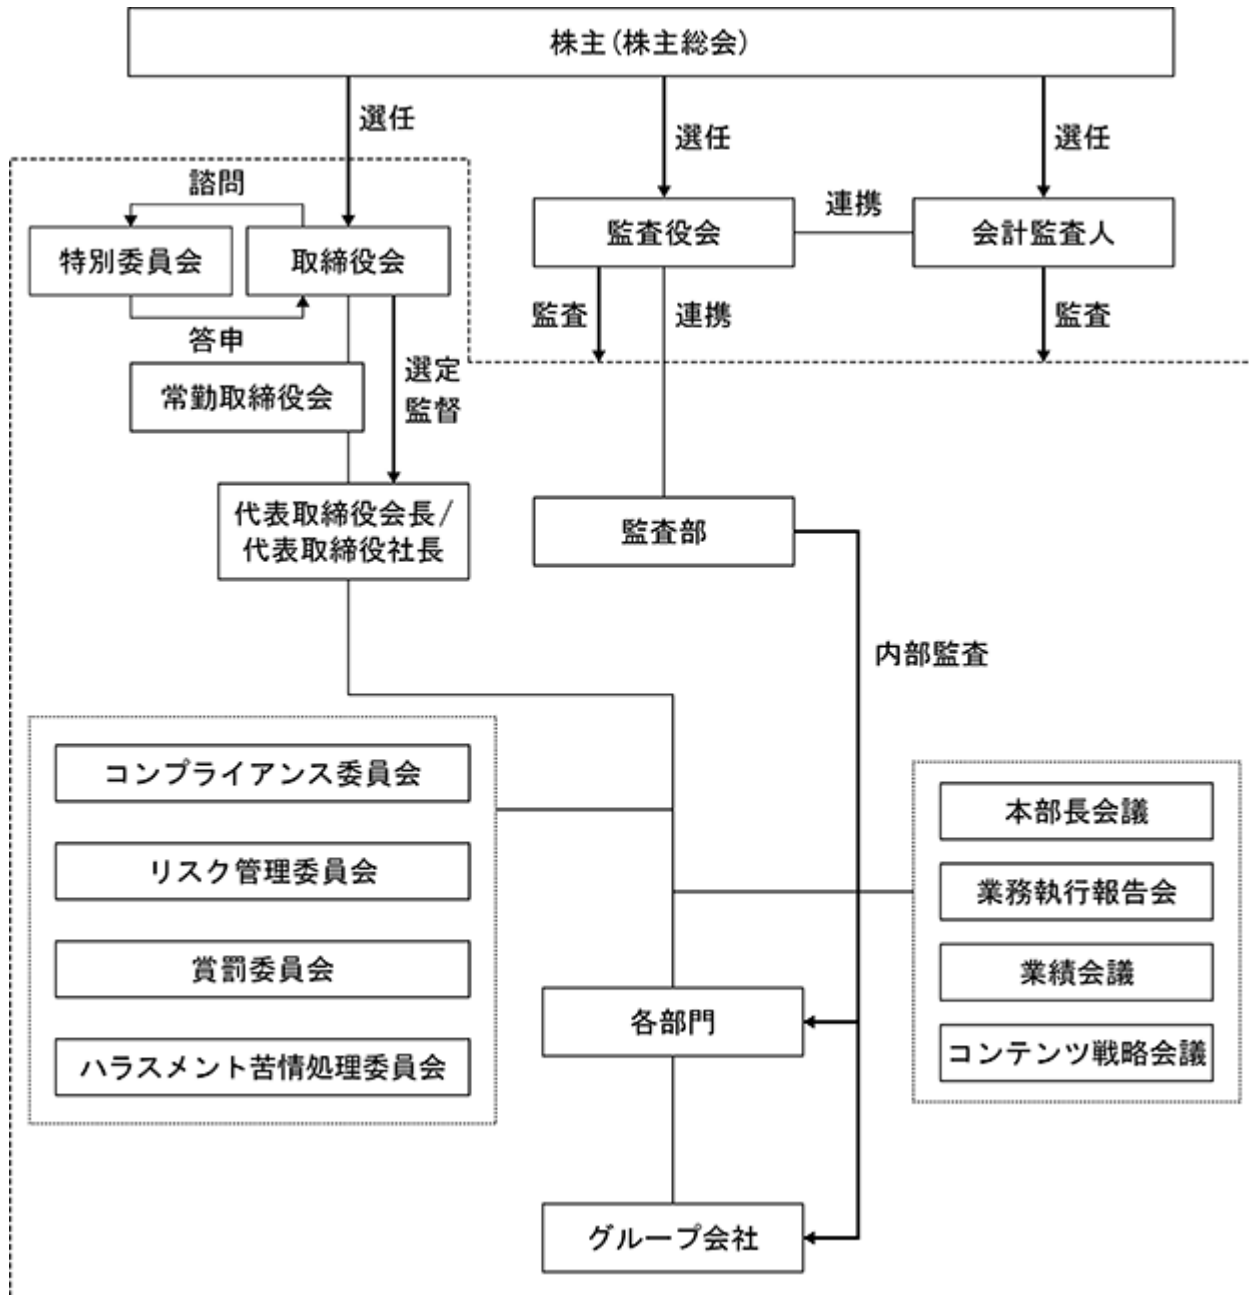 株主(株主総会)
選任
選任
選任
諮問
連携
特別委員会
取締役会
監査役会
会計監査人
答申
監査
連携
監査
常勤取締役会
選定
監督
代表取締役会長/
代表取締役社長
監査部
内部監査
コンプライアンス委員会
リスク管理委員会
賞罰委員会
ハラスメント苦情処理委員会
本部長会議
業務執行報告会
業績会議
コンテンツ戦略会議
各部門
グループ会社